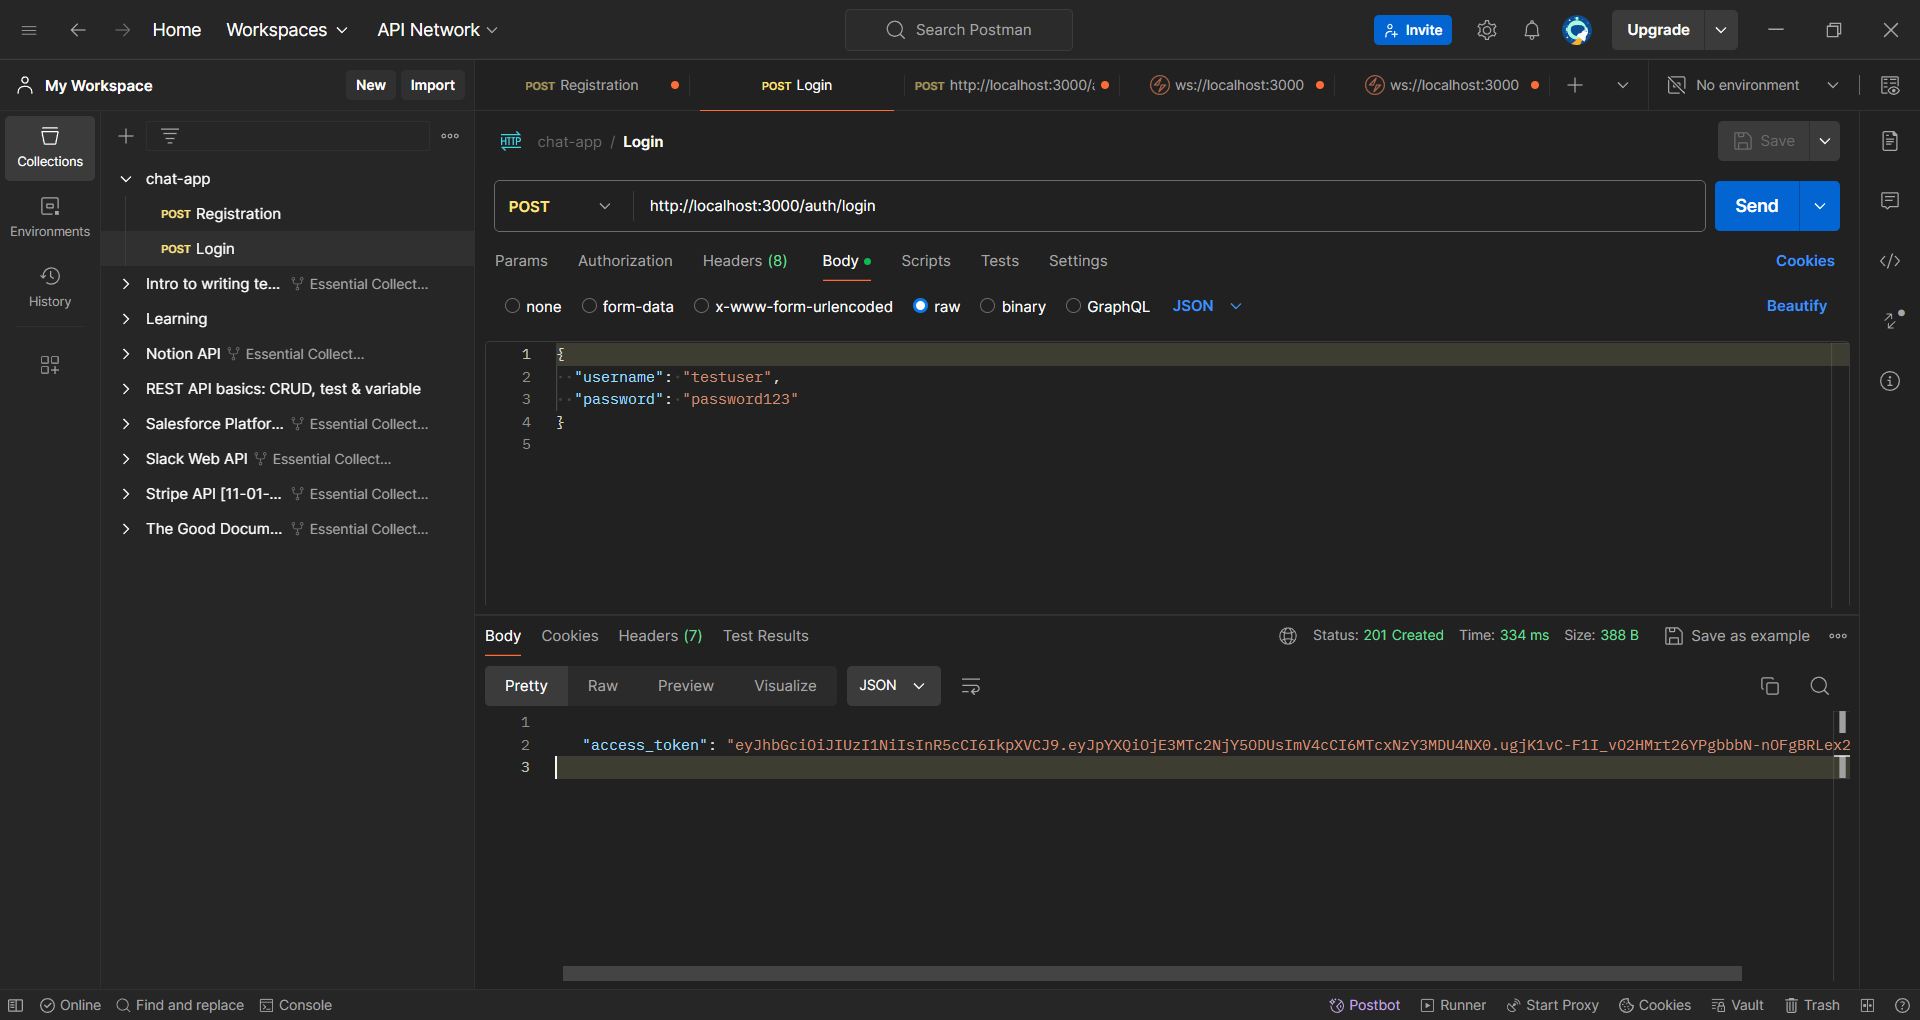 Home Workspaces API Network Search Postman Invite Upgrade
My Workspace New Import POST Registration POST Login POST http://localhost:3000/ ws://localhost:3000 ws://localhost:3000 No environment
Collections
Environments
History
chat-app
POST Registration
POST Login
Intro to writing te... Essential Collect...
Learning
Notion API Essential Collect...
REST API basics: CRUD, test & variable
Salesforce Platfor... Essential Collect...
Slack Web API Essential Collect...
Stripe API [11-01-... Essential Collect...
The Good Docum... Essential Collect...
HTTP chat-app / Login Save
POST http://localhost:3000/auth/login Send
Params Authorization Headers (8) Body Scripts Tests Settings Cookies
none form-data x-www-form-urlencoded raw binary GraphQL JSON Beautify
1 {
2 "username": "testuser",
3 "password": "password123"
4 }
5
Body Cookies Headers (7) Test Results Status: 201 Created Time: 334 ms Size: 388 B Save as example
Pretty Raw Preview Visualize JSON
1
2 "access_token": "eyJhbGciOiJIUzI1NiIsInR5cCI6IkpXVCJ9.eyJpYXQiOjE3MTc2NjY5ODUsImV4cCI6MTcxNzY3MDU4NX0.ugjK1vC-F1I_vO2HMrt26YPgbbbN-nOFgBRLex2
3
Online Find and replace Console Postbot Runner Start Proxy Cookies Vault Trash